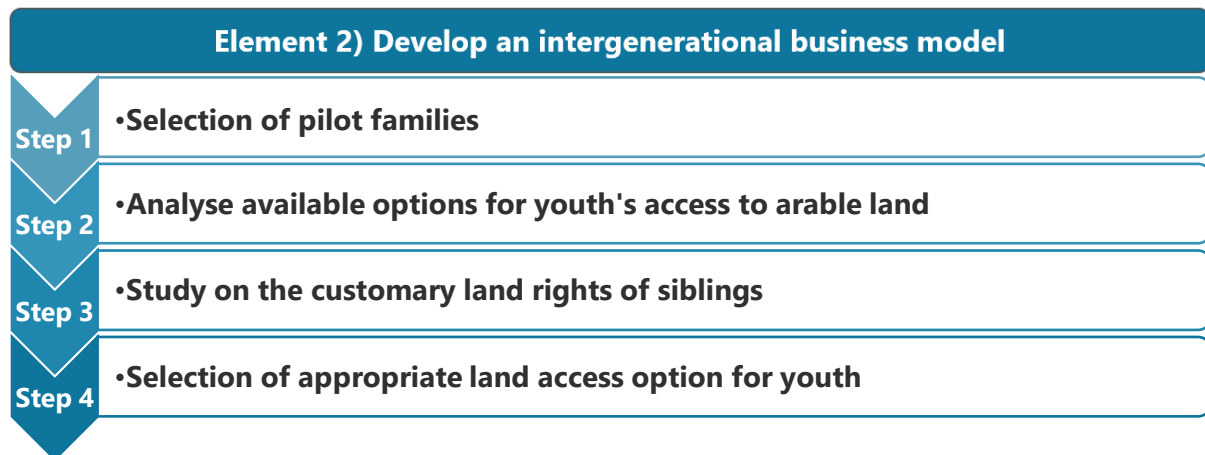 Element 2) Develop an intergenerational business model
Step 1
•Selection of pilot families
Step 2
•Analyse available options for youth's access to arable land
Step 3
•Study on the customary land rights of siblings
Step 4
•Selection of appropriate land access option for youth